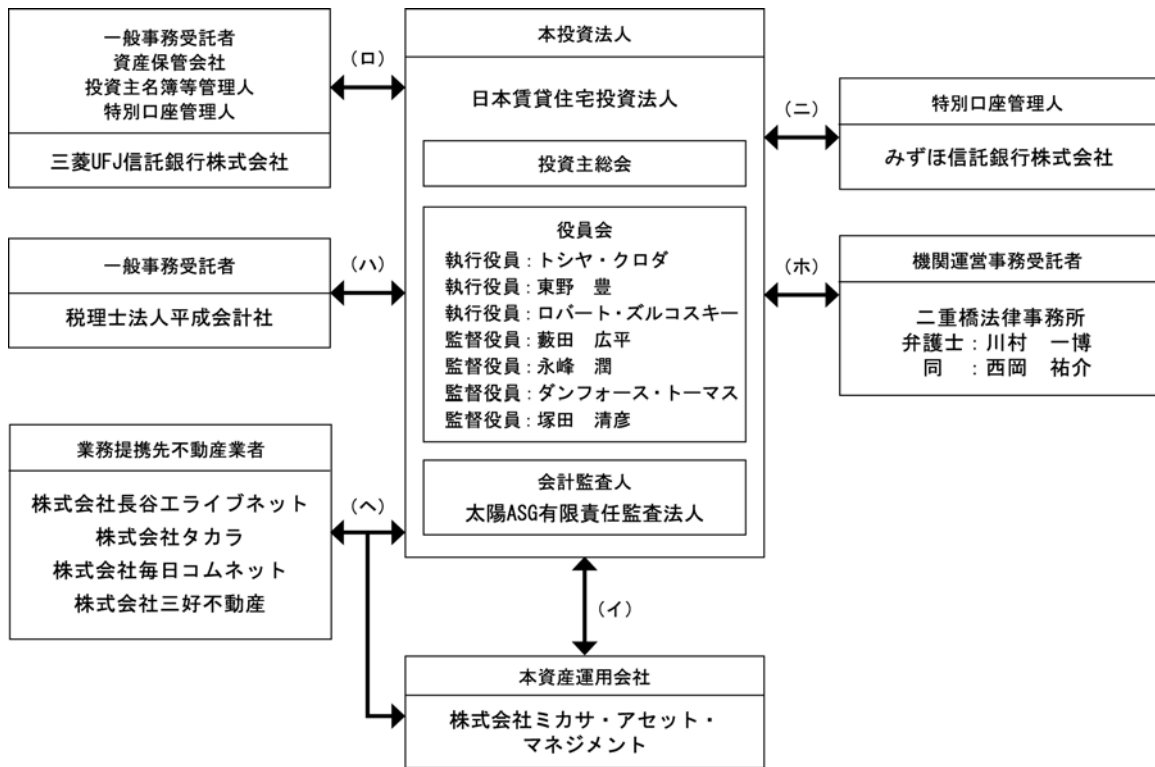 一般事務受託者
資産保管会社
投資主名簿等管理人
特別口座管理人
三菱UFJ信託銀行株式会社
（ロ）
本投資法人
日本賃貸住宅投資法人
投資主総会
役員会
執行役員：トシヤ・クロダ
執行役員：東野　豊
執行役員：ロバート・ズルコスキー
監督役員：藪田　広平
監督役員：永峰　潤
監督役員：ダンフォース・トーマス
監督役員：塚田　清彦
会計監査人
太陽ASG有限責任監査法人
（ニ）
特別口座管理人
みずほ信託銀行株式会社
一般事務受託者
税理士法人平成会計社
（ハ）
（ホ）
機関運営事務受託者
二重橋法律事務所
弁護士：川村　一博
同　：西岡　祐介
業務提携先不動産業者
株式会社長谷工ライブネット
株式会社タカラ
株式会社毎日コムネット
株式会社三好不動産
（ヘ）
（イ）
本資産運用会社
株式会社ミカサ・アセット・
マネジメント